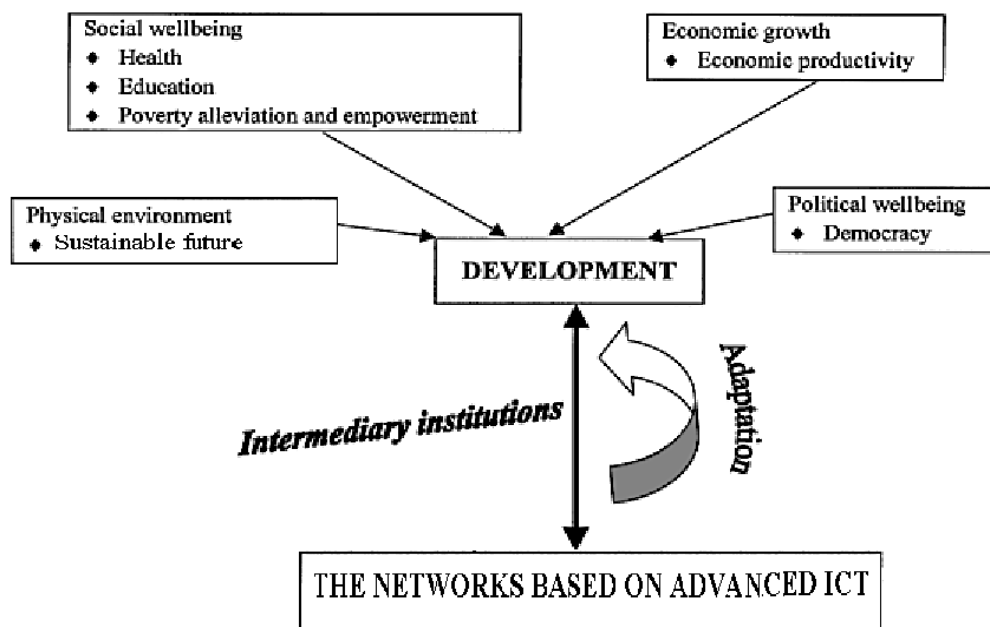 Social wellbeing
♦ Health
♦ Education
♦ Poverty alleviation and empowerment
Economic growth
♦ Economic productivity
Physical environment
♦ Sustainable future
Political wellbeing
♦ Democracy
DEVELOPMENT
Intermediary institutions
Adaptation
THE NETWORKS BASED ON ADVANCED ICT